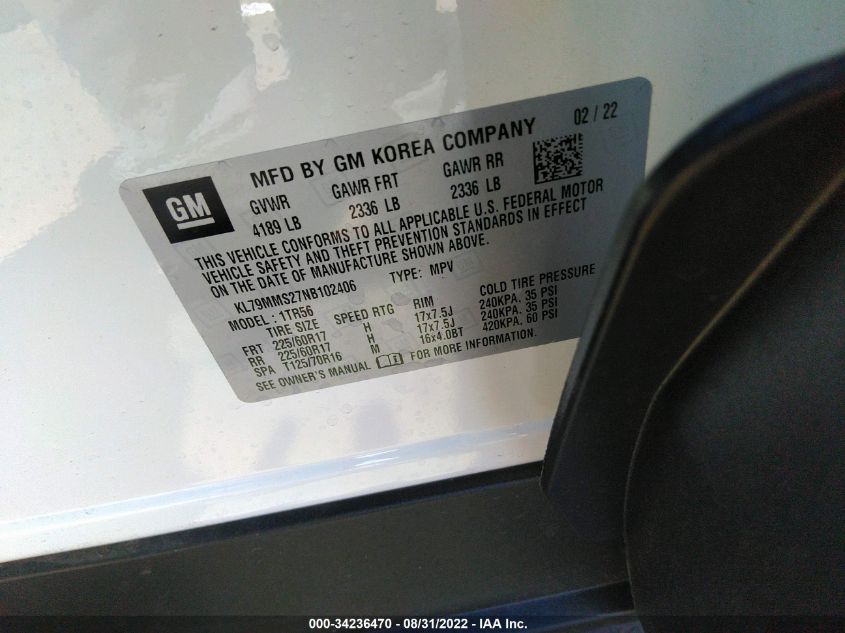 GM
MFD BY GM KOREA COMPANY 02 / 22
GVWR GAWR FRT GAWR RR
4189 LB 2336 LB 2336 LB
THIS VEHICLE CONFORMS TO ALL APPLICABLE U.S. FEDERAL MOTOR
VEHICLE SAFETY AND THEFT PREVENTION STANDARDS IN EFFECT
ON THE DATE OF MANUFACTURE SHOWN ABOVE.
KL79MMS27NB102406 TYPE: MPV
MODEL : 1TR56
TIRE SIZE SPEED RTG RIM COLD TIRE PRESSURE
FRT 225/60R17 H 17x7.5J 240KPA, 35 PSI
RR 225/60R17 H 17x7.5J 240KPA, 35 PSI
SPA T125/70R16 M 16x4.0BT 420KPA, 60 PSI
SEE OWNER'S MANUAL FOR MORE INFORMATION.
000-34236470 - 08/31/2022 - IAA Inc.